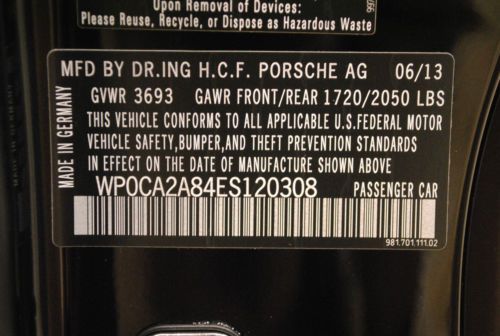 Upon Removal of Devices:
Please Reuse, Recycle, or Dispose as Hazardous Waste
MFD BY DR.ING H.C.F. PORSCHE AG 06/13
GVWR 3693 GAWR FRONT/REAR 1720/2050 LBS
THIS VEHICLE CONFORMS TO ALL APPLICABLE U.S.FEDERAL MOTOR
VEHICLE SAFETY,BUMPER,AND THEFT PREVENTION STANDARDS
IN EFFECT ON THE DATE OF MANUFACTURE SHOWN ABOVE
WP0CA2A84ES120308 PASSENGER CAR
981.701.111.02
MADE IN GERMANY